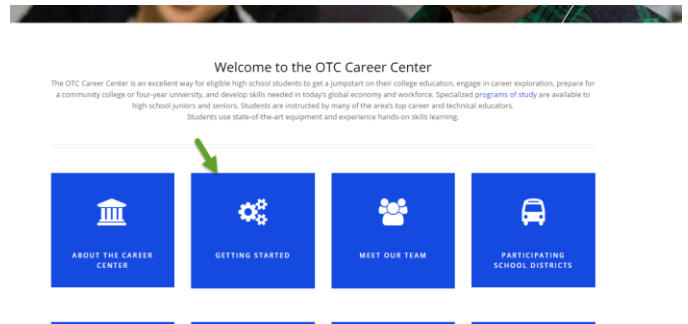 Welcome to the OTC Career Center
The OTC Career Center is an excellent way for eligible high school students to get a jumpstart on their college education, engage in career exploration, prepare for
a community college or four-year university, and develop skills needed in today's global economy and workforce. Specialized programs of study are available to
high school juniors and seniors. Students are instructed by many of the area's top career and technical educators.
Students use state-of-the-art equipment and experience hands-on skills learning.
ABOUT THE CAREER
CENTER
GETTING STARTED
MEET OUR TEAM
PARTICIPATING
SCHOOL DISTRICTS